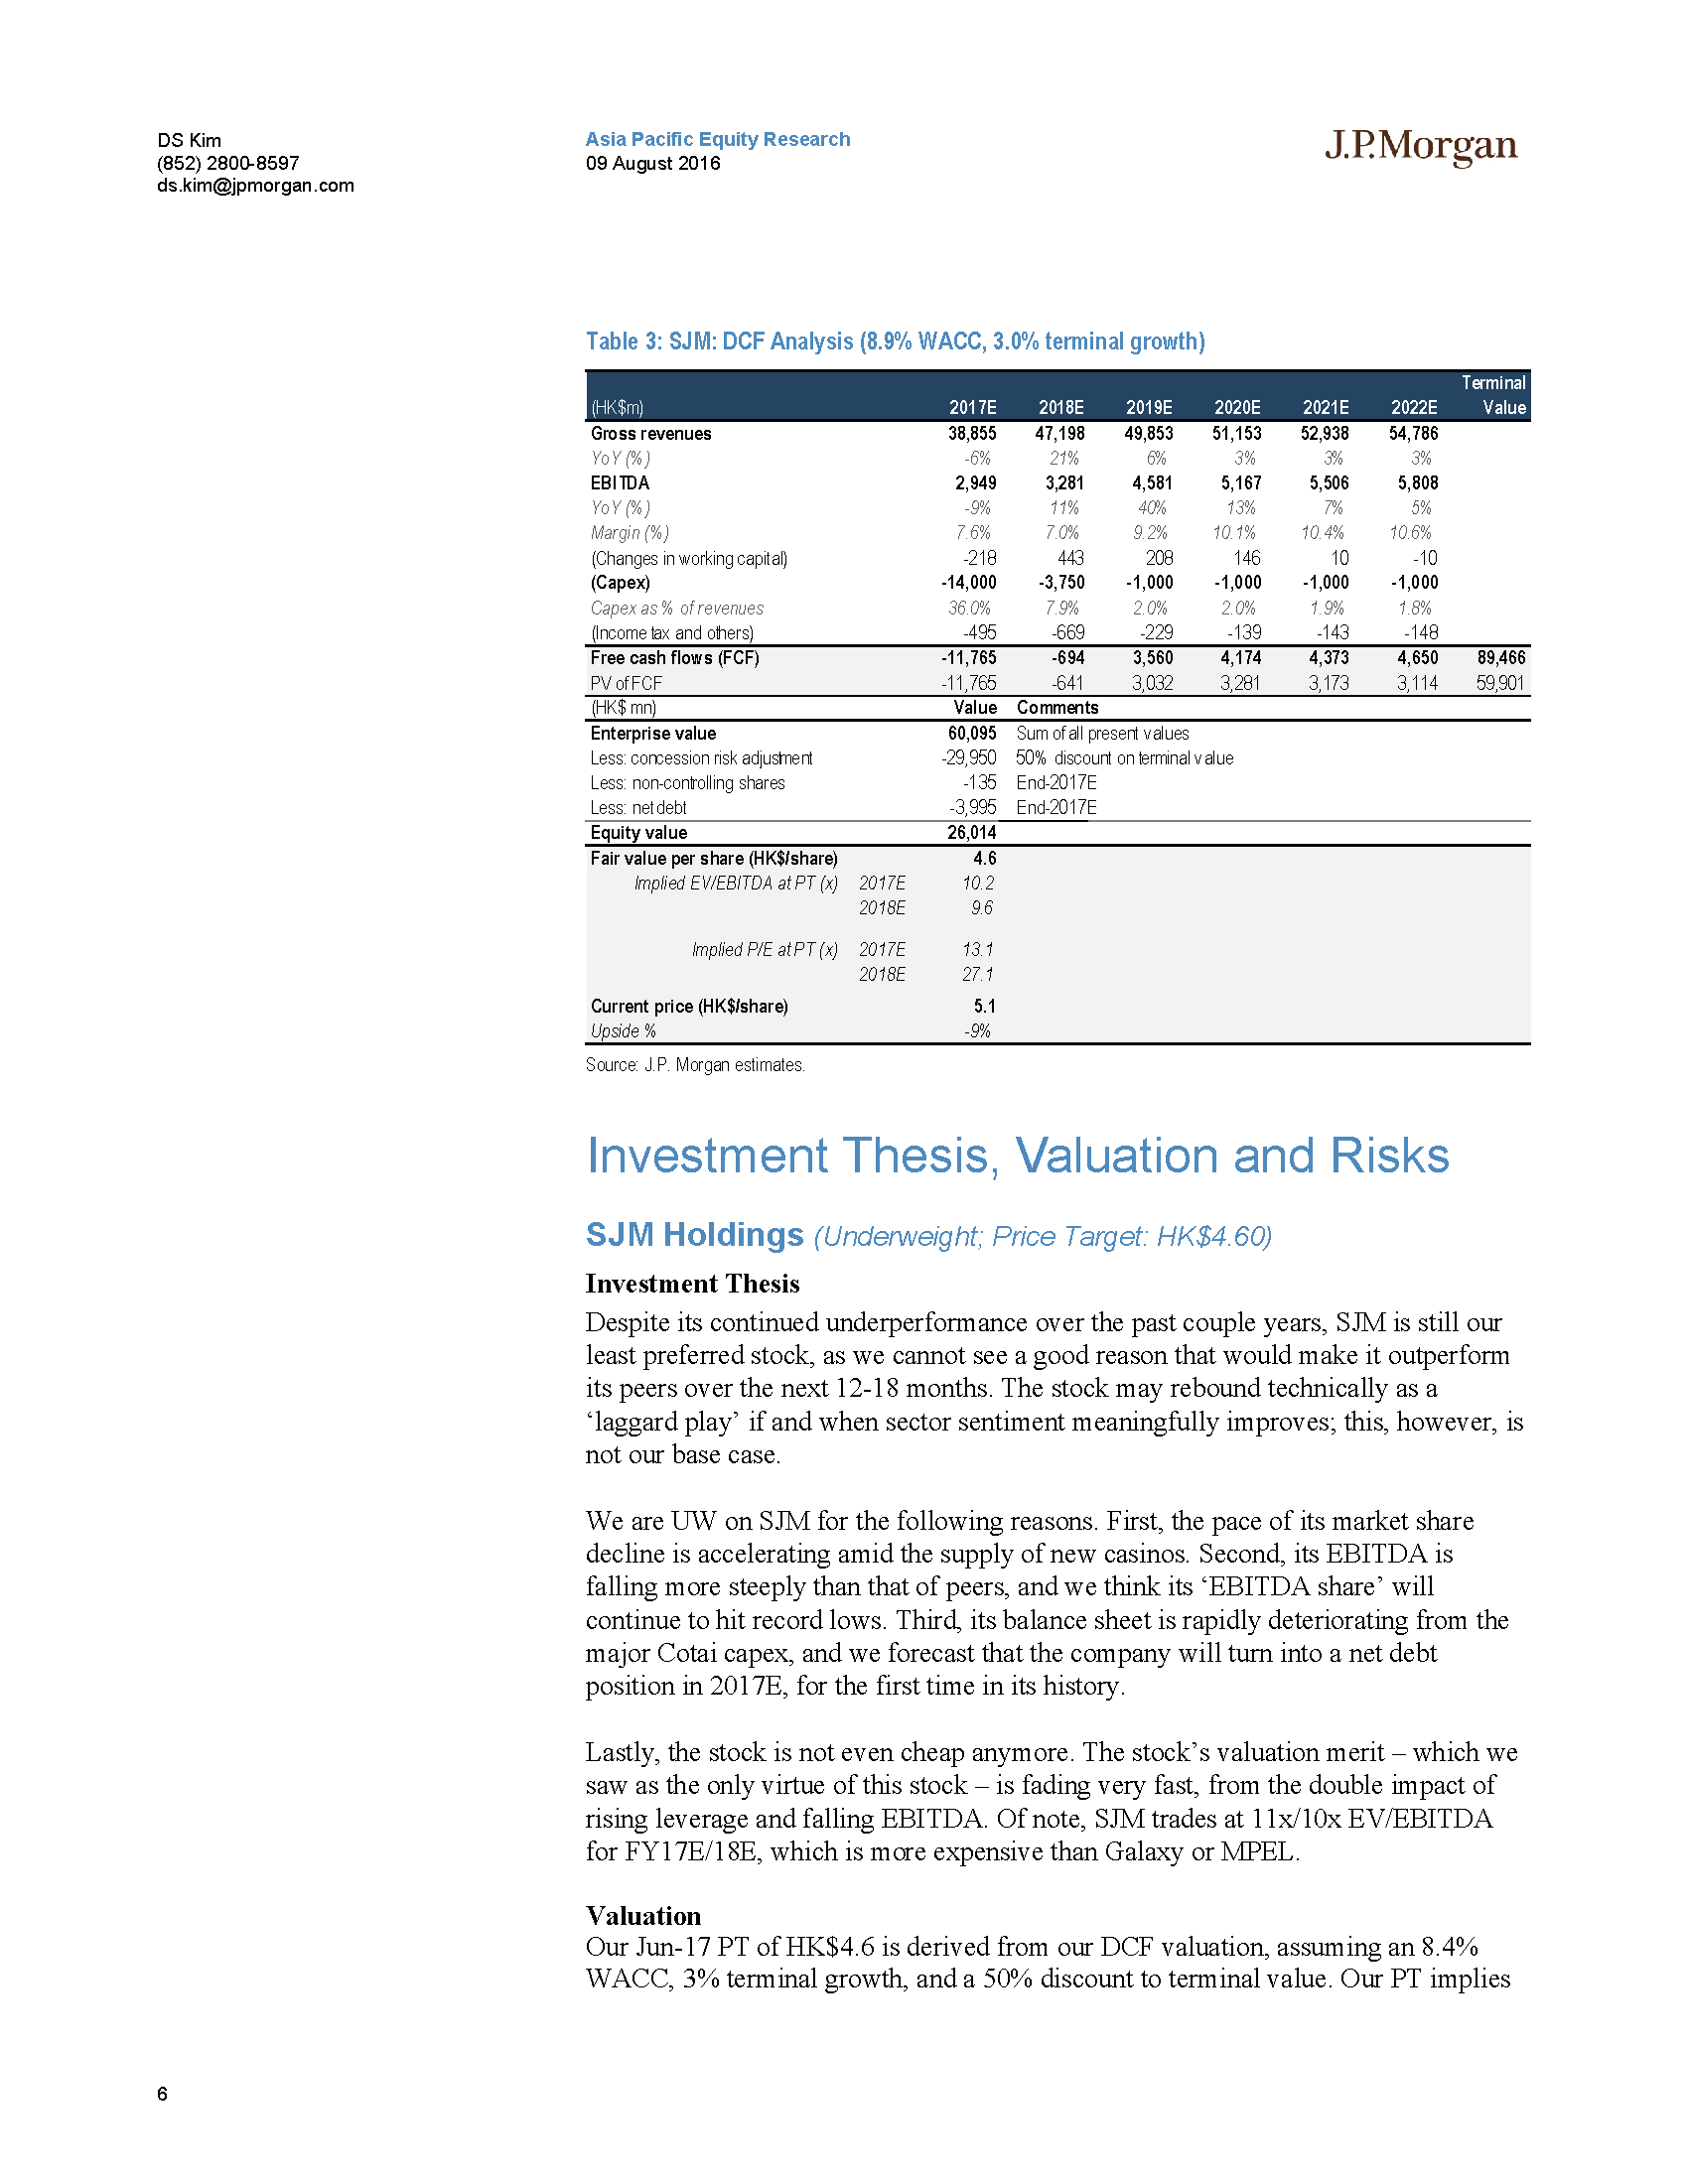 DS Kim
(852) 2800-8597
ds.kim@jpmorgan.com
Asia Pacific Equity Research
09 August 2016
J.P.Morgan
Table 3: SJM: DCF Analysis (8.9% WACC, 3.0% terminal growth)
(HK$m) 2017E 2018E 2019E 2020E 2021E 2022E Terminal Value
Gross revenues 38,855 47,198 49,853 51,153 52,938 54,786
YoY (%) -6% 21% 6% 3% 3% 3%
EBITDA 2,949 3,281 4,581 5,167 5,506 5,808
YoY (%) -9% 11% 40% 13% 7% 5%
Margin (%) 7.6% 7.0% 9.2% 10.1% 10.4% 10.6%
(Changes in working capital) -218 443 208 146 10 -10
(Capex) -14,000 -3,750 -1,000 -1,000 -1,000 -1,000
Capex as % of revenues 36.0% 7.9% 2.0% 2.0% 1.9% 1.8%
(Income tax and others) -495 -669 -229 -139 -143 -148
Free cash flows (FCF) -11,765 -694 3,560 4,174 4,373 4,650 89,466
PV of FCF -11,765 -641 3,032 3,281 3,173 3,114 59,901
(HK$ mn) Value Comments
Enterprise value 60,095 Sum of all present values
Less: concession risk adjustment -29,950 50% discount on terminal value
Less: non-controlling shares -135 End-2017E
Less: net debt -3,995 End-2017E
Equity value 26,014
Fair value per share (HK$/share) 4.6
Implied EV/EBITDA at PT (x) 2017E 10.2
2018E 9.6
Implied P/E at PT (x) 2017E 13.1
2018E 27.1
Current price (HK$/share) 5.1
Upside % -9%
Source: J.P. Morgan estimates.
Investment Thesis, Valuation and Risks
SJM Holdings (Underweight; Price Target: HK$4.60)
Investment Thesis
Despite its continued underperformance over the past couple years, SJM is still our
least preferred stock, as we cannot see a good reason that would make it outperform
its peers over the next 12-18 months. The stock may rebound technically as a
‘laggard play’ if and when sector sentiment meaningfully improves; this, however, is
not our base case.
We are UW on SJM for the following reasons. First, the pace of its market share
decline is accelerating amid the supply of new casinos. Second, its EBITDA is
falling more steeply than that of peers, and we think its ‘EBITDA share’ will
continue to hit record lows. Third, its balance sheet is rapidly deteriorating from the
major Cotai capex, and we forecast that the company will turn into a net debt
position in 2017E, for the first time in its history.
Lastly, the stock is not even cheap anymore. The stock’s valuation merit – which we
saw as the only virtue of this stock – is fading very fast, from the double impact of
rising leverage and falling EBITDA. Of note, SJM trades at 11x/10x EV/EBITDA
for FY17E/18E, which is more expensive than Galaxy or MPEL.
Valuation
Our Jun-17 PT of HK$4.6 is derived from our DCF valuation, assuming an 8.4%
WACC, 3% terminal growth, and a 50% discount to terminal value. Our PT implies
6